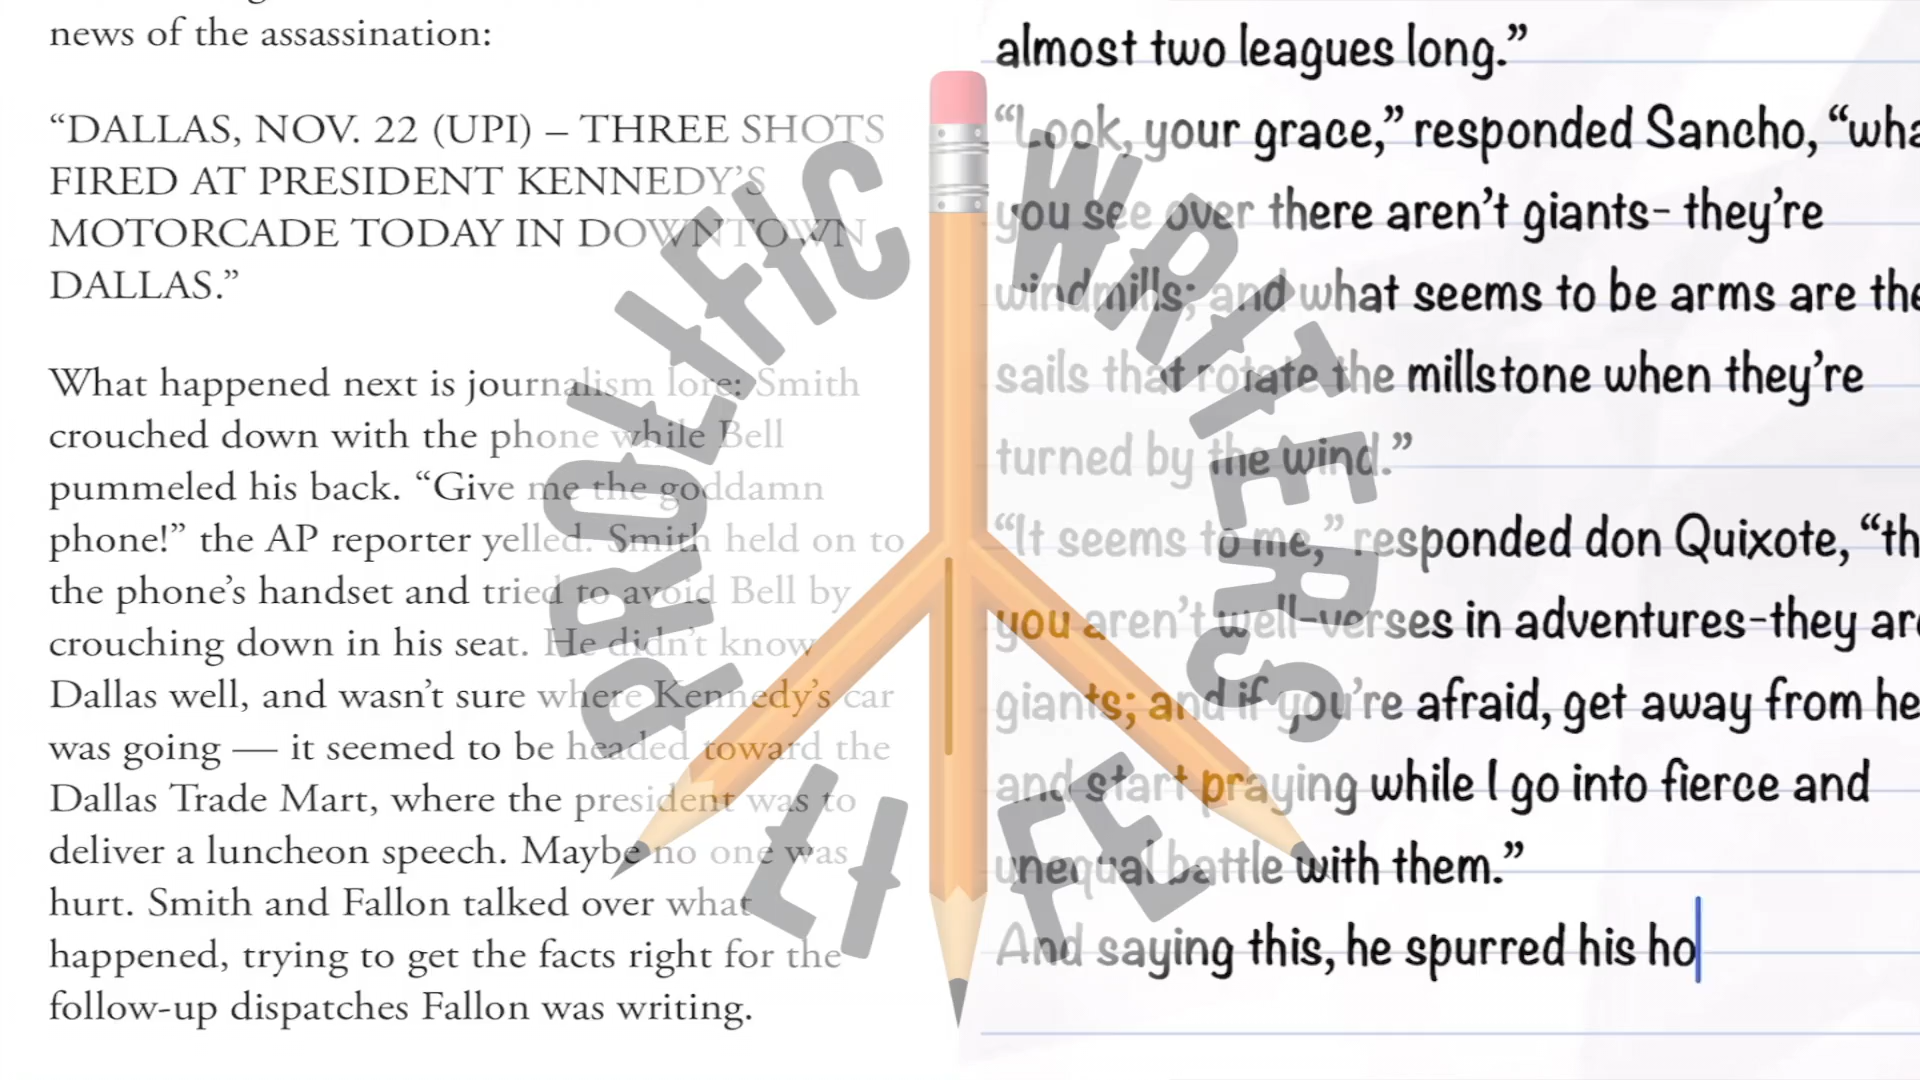 news of the assassination:
“DALLAS, NOV. 22 (UPI) – THREE SHOTS
FIRED AT PRESIDENT KENNEDY’S
MOTORCADE TODAY IN DOWNTOWN
DALLAS.”
What happened next is journalism lore: Smith
crouched down with the phone while Bell
pummeled his back. “Give me the goddamn
phone!” the AP reporter yelled. Smith held on to
the phone’s handset and tried to avoid Bell by
crouching down in his seat. He didn’t know
Dallas well, and wasn’t sure where Kennedy’s car
was going — it seemed to be headed toward the
Dallas Trade Mart, where the president was to
deliver a luncheon speech. Maybe no one was
hurt. Smith and Fallon talked over what
happened, trying to get the facts right for the
follow-up dispatches Fallon was writing.
almost two leagues long.”
“Look, your grace,” responded Sancho, “wha
you see over there aren’t giants- they’re
windmills; and what seems to be arms are the
sails that rotate the millstone when they’re
turned by the wind.”
“It seems to me,” responded don Quixote, “th
you aren’t well-verses in adventures-they are
giants; and if you’re afraid, get away from he
and start praying while I go into fierce and
unequal battle with them.”
And saying this, he spurred his ho
PROLIFIC
WRITERS
LIFE